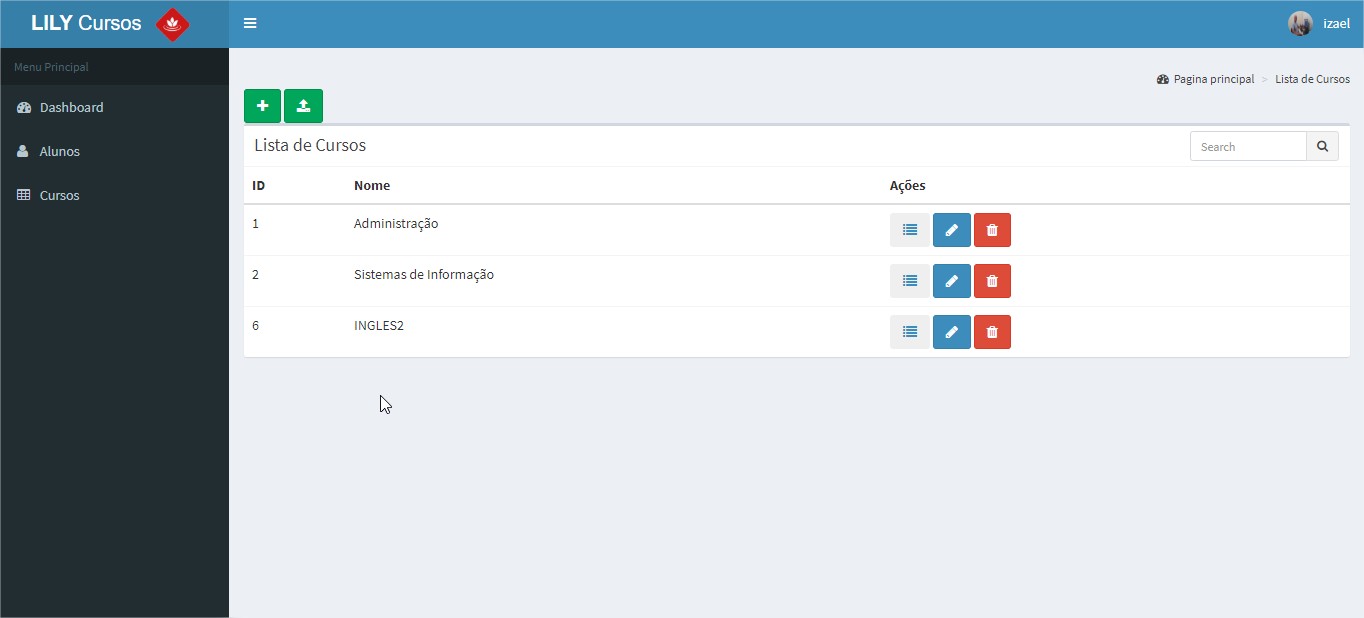 LILY Cursos
izael
Menu Principal
Dashboard
Alunos
Cursos
Pagina principal > Lista de Cursos
Lista de Cursos
Search
ID Nome Ações
1 Administração
2 Sistemas de Informação
6 INGLES2